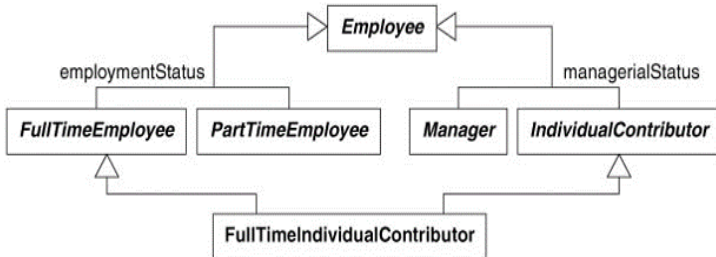 Employee
employmentStatus
managerialStatus
FullTimeEmployee
PartTimeEmployee
Manager
IndividualContributor
FullTimeIndividualContributor